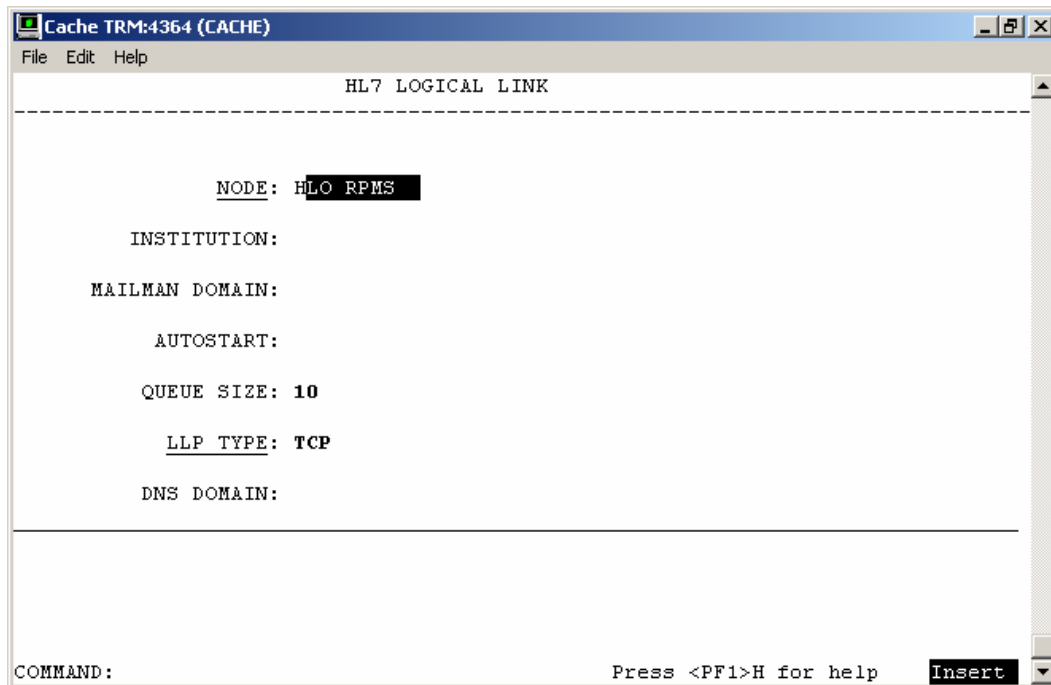 Cache TRM:4364 (CACHE)
File Edit Help
HL7 LOGICAL LINK
NODE: HLO RPMS
INSTITUTION:
MAILMAN DOMAIN:
AUTOSTART:
QUEUE SIZE: 10
LLP TYPE: TCP
DNS DOMAIN:
COMMAND: Press <PF1>H for help Insert